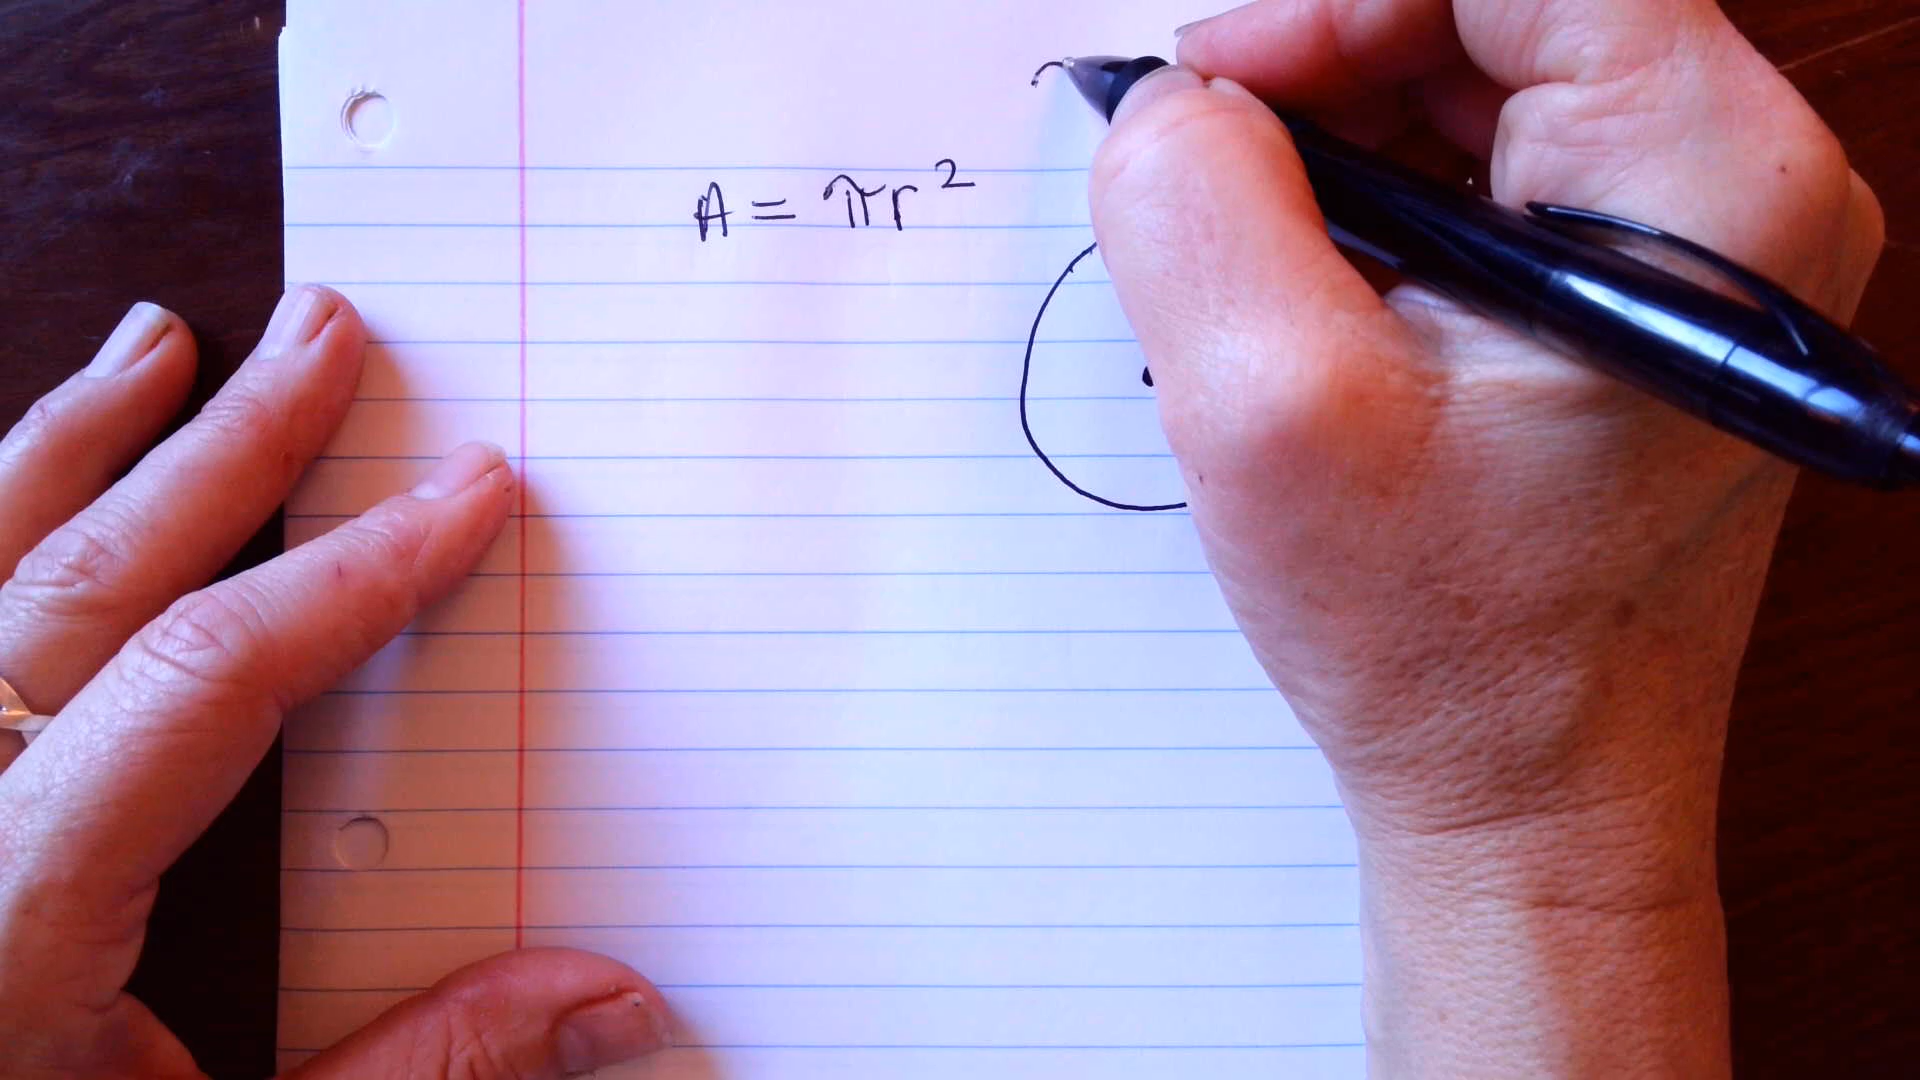 A = πr²